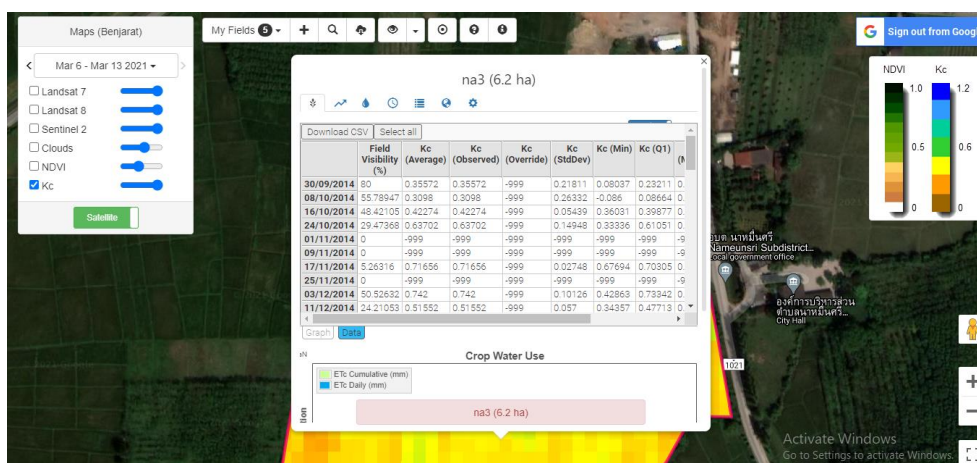 Maps (Benjarat)
Mar 6 - Mar 13 2021
Landsat 7
Landsat 8
Sentinel 2
Clouds
NDVI
Kc
Satellite
My Fields 5
Sign out from Goog
NDVI Kc
1.0 1.2
0.5 0.6
0 0
na3 (6.2 ha)
Download CSV Select all
Field Visibility (%) Kc (Average) Kc (Observed) Kc (Override) Kc (StdDev) Kc (Min) Kc (Q1)
30/09/2014 80 0.35572 0.35572 -999 0.21811 0.08037 0.23211 0.
08/10/2014 55.78947 0.3098 0.3098 -999 0.26332 -0.086 0.08664 0.
16/10/2014 48.42105 0.42274 0.42274 -999 0.05439 0.36031 0.39877 0.
24/10/2014 29.47368 0.63702 0.63702 -999 0.14948 0.33336 0.61051 0.
01/11/2014 0 -999 -999 -999 -999 -999 -999 -9
09/11/2014 0 -999 -999 -999 -999 -999 -999 -9
17/11/2014 5.26316 0.71656 0.71656 -999 0.02748 0.67694 0.70305 0.
25/11/2014 0 -999 -999 -999 -999 -999 -999 -9
03/12/2014 50.52632 0.742 0.742 -999 0.10126 0.42863 0.73342 0.
11/12/2014 24.21053 0.51552 0.51552 -999 0.057 0.34357 0.47713 0.
Graph Data
Crop Water Use
ETc Cumulative (mm)
ETc Daily (mm)
na3 (6.2 ha)
นาหมื่นศรี
Nameunsri Subdistrict...
Local government office
องค์การบริหารส่วน
ตำบลนาหมื่นศรี...
City Hall
1021
Activate Windows
Go to Settings to activate Windows.